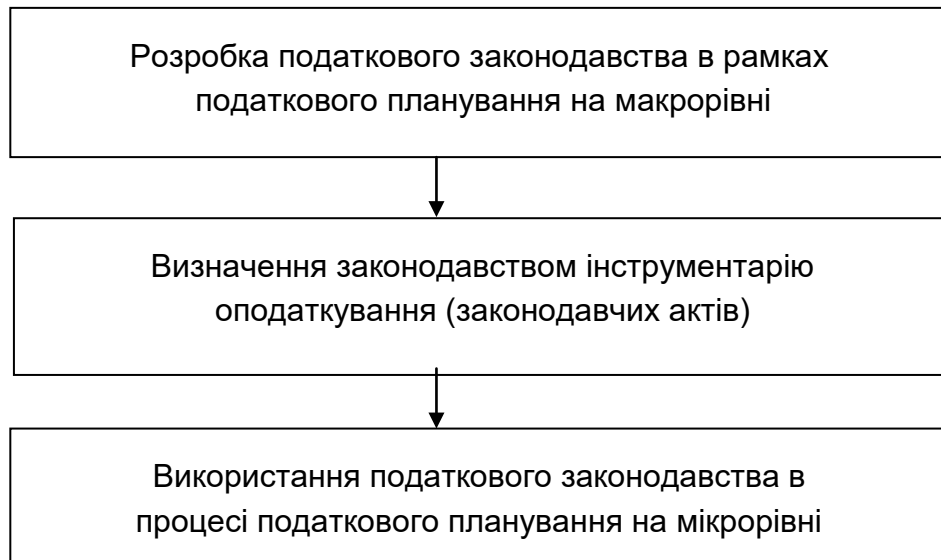 Розробка податкового законодавства в рамках
податкового планування на макрорівні
Визначення законодавством інструментарію
оподаткування (законодавчих актів)
Використання податкового законодавства в
процесі податкового планування на мікрорівні